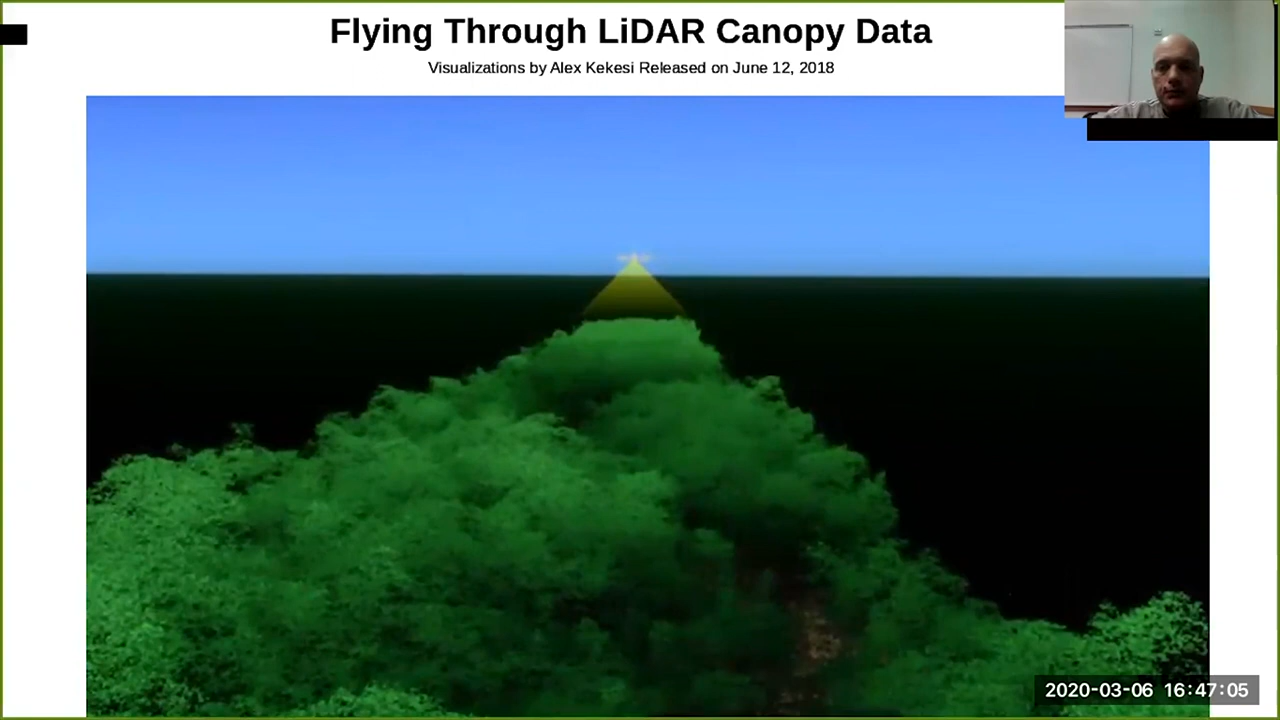 Flying Through LiDAR Canopy Data
Visualizations by Alex Kekesi Released on June 12, 2018
2020-03-06 16:47:05